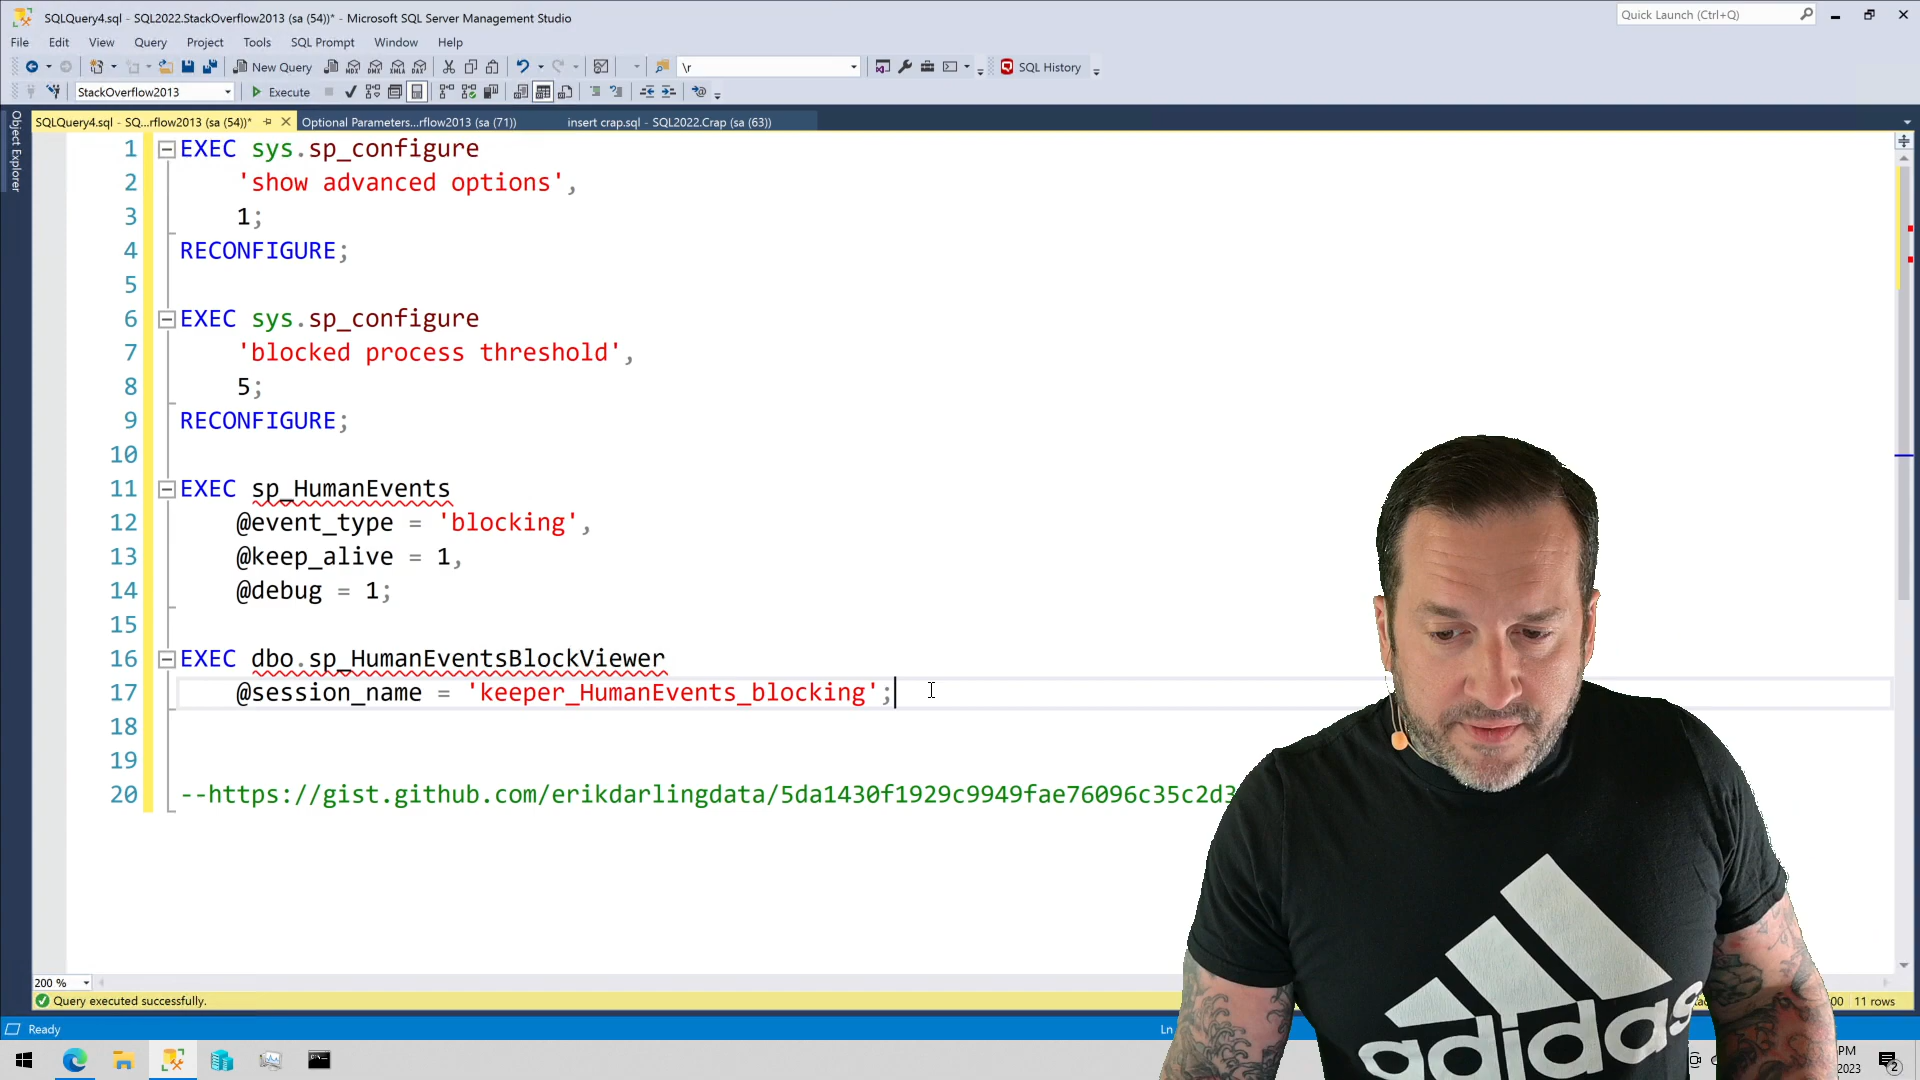 SQLQuery4.sql - SQL2022.StackOverflow2013 (sa (54))* - Microsoft SQL Server Management Studio
Quick Launch (Ctrl+Q)
File Edit View Query Project Tools SQL Prompt Window Help
New Query
MDX DMX XMLA DAX
\r
SQL History
StackOverflow2013
Execute
SQLQuery4.sql - SQ...rflow2013 (sa (54))*
Optional Parameters...rflow2013 (sa (71))
insert crap.sql - SQL2022.Crap (sa (63))
Object Explorer
1 EXEC sys.sp_configure
2 'show advanced options',
3 1;
4 RECONFIGURE;
5
6 EXEC sys.sp_configure
7 'blocked process threshold',
8 5;
9 RECONFIGURE;
10
11 EXEC sp_HumanEvents
12 @event_type = 'blocking',
13 @keep_alive = 1,
14 @debug = 1;
15
16 EXEC dbo.sp_HumanEventsBlockViewer
17 @session_name = 'keeper_HumanEvents_blocking';
18
19
20 --https://gist.github.com/erikdarlingdata/5da1430f1929c9949fae76096c35c2d3
200 %
Query executed successfully.
00 11 rows
Ready
Ln
PM
2023
2
adidas